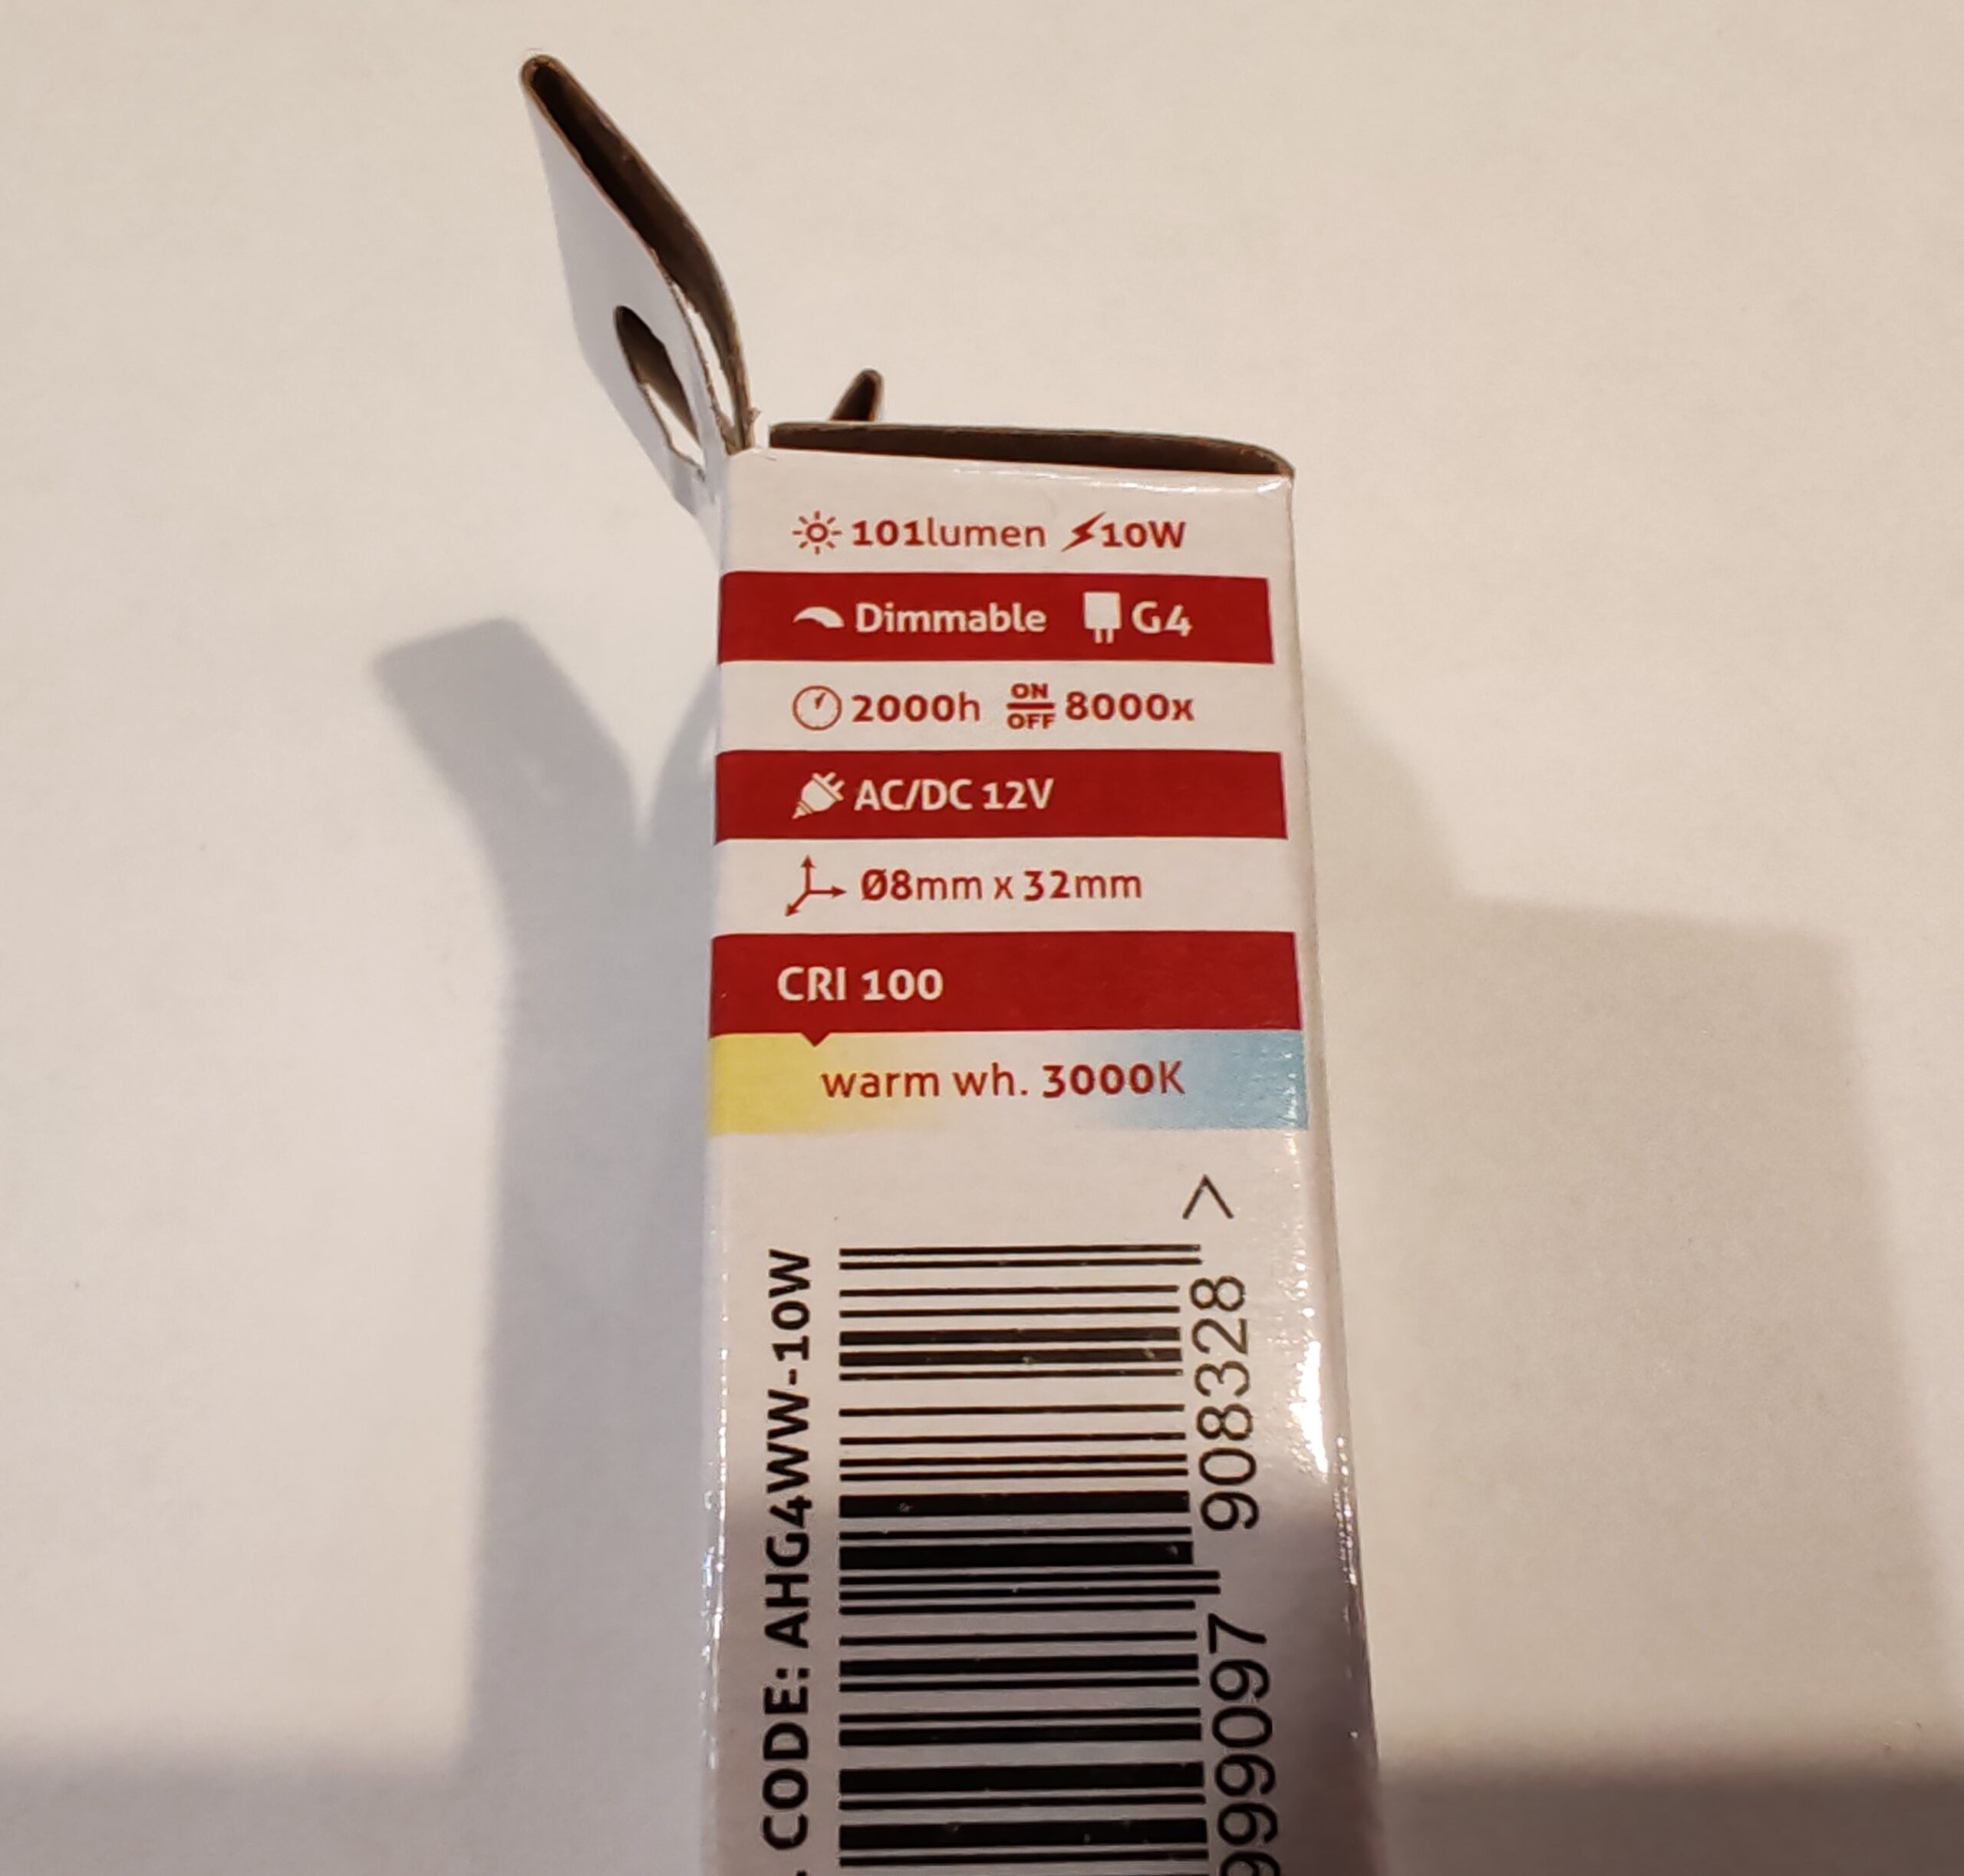 101lumen 10W
Dimmable G4
2000h ON OFF 8000x
AC/DC 12V
Ø8mm x 32mm
CRI 100
warm wh. 3000K
CODE: AHG4WW-10W
99097 908328 >